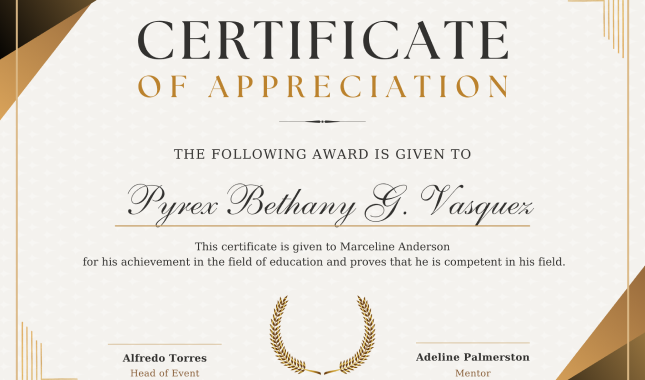 CERTIFICATE
OF APPRECIATION
THE FOLLOWING AWARD IS GIVEN TO
Pyrex Bethany G. Vasquez
This certificate is given to Marceline Anderson
for his achievement in the field of education and proves that he is competent in his field.
Alfredo Torres
Head of Event
Adeline Palmerston
Mentor